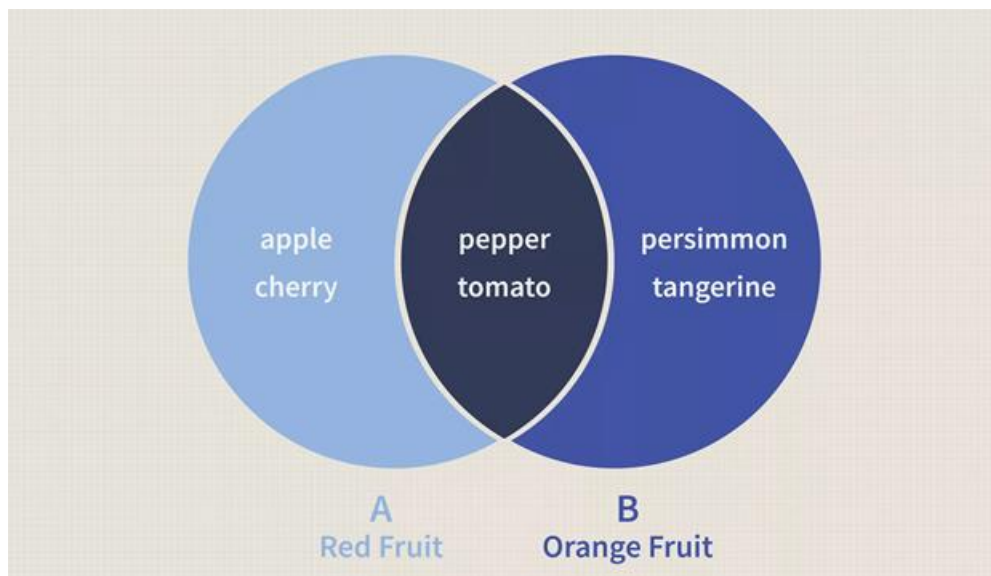 apple
cherry
pepper
tomato
persimmon
tangerine
A
Red Fruit
B
Orange Fruit